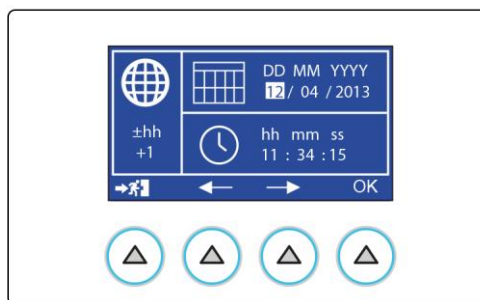 DD MM YYYY
12 / 04 / 2013
±hh
+1
hh mm ss
11 : 34 : 15
OK